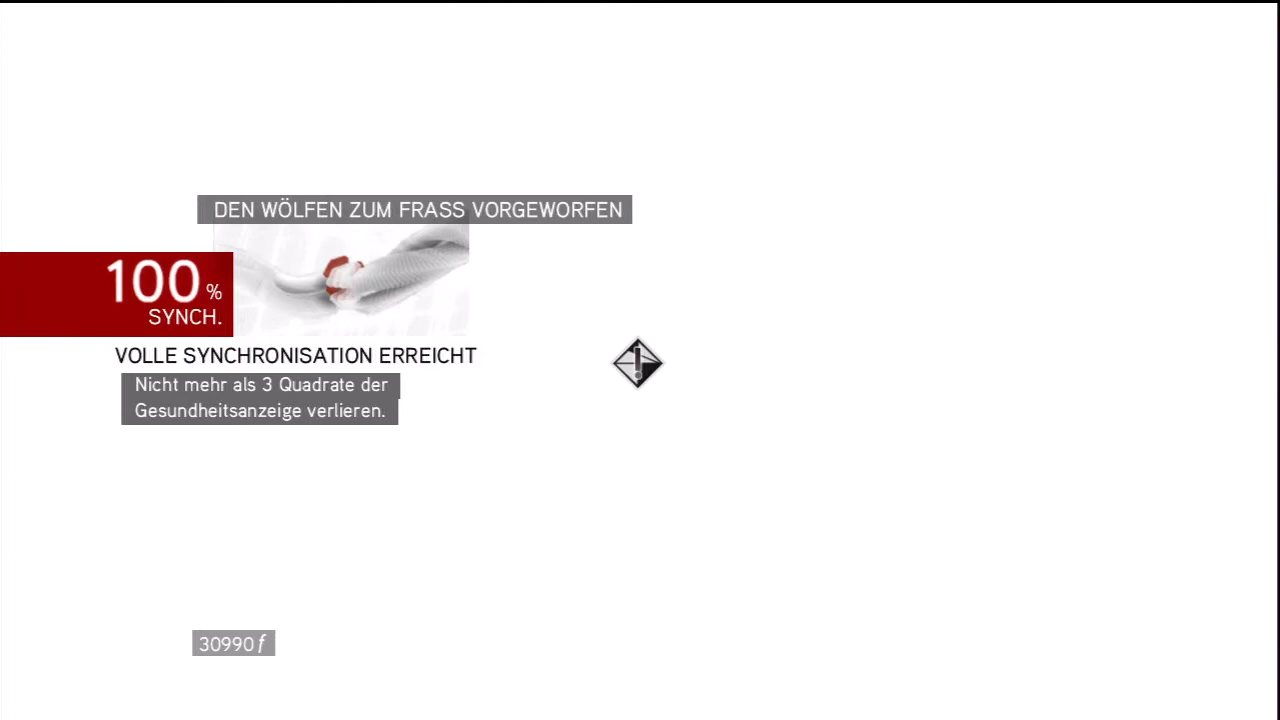 DEN WÖLFEN ZUM FRASS VORGEWORFEN
100 %
SYNCH.
VOLLE SYNCHRONISATION ERREICHT
Nicht mehr als 3 Quadrate der
Gesundheitsanzeige verlieren.
30990 ƒ